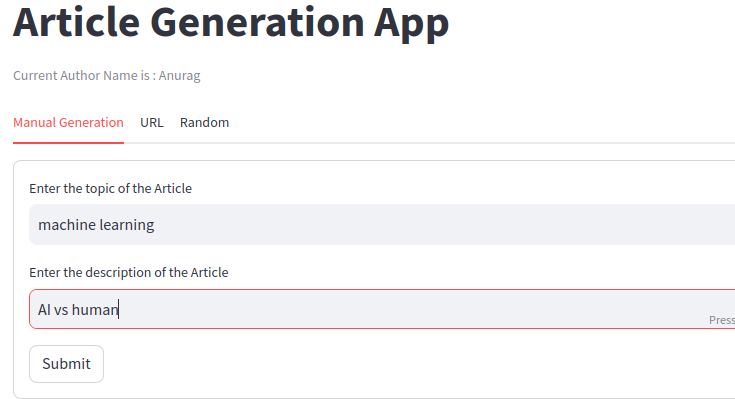 Article Generation App
Current Author Name is : Anurag
Manual Generation URL Random
Enter the topic of the Article
machine learning
Enter the description of the Article
AI vs human
Press
Submit